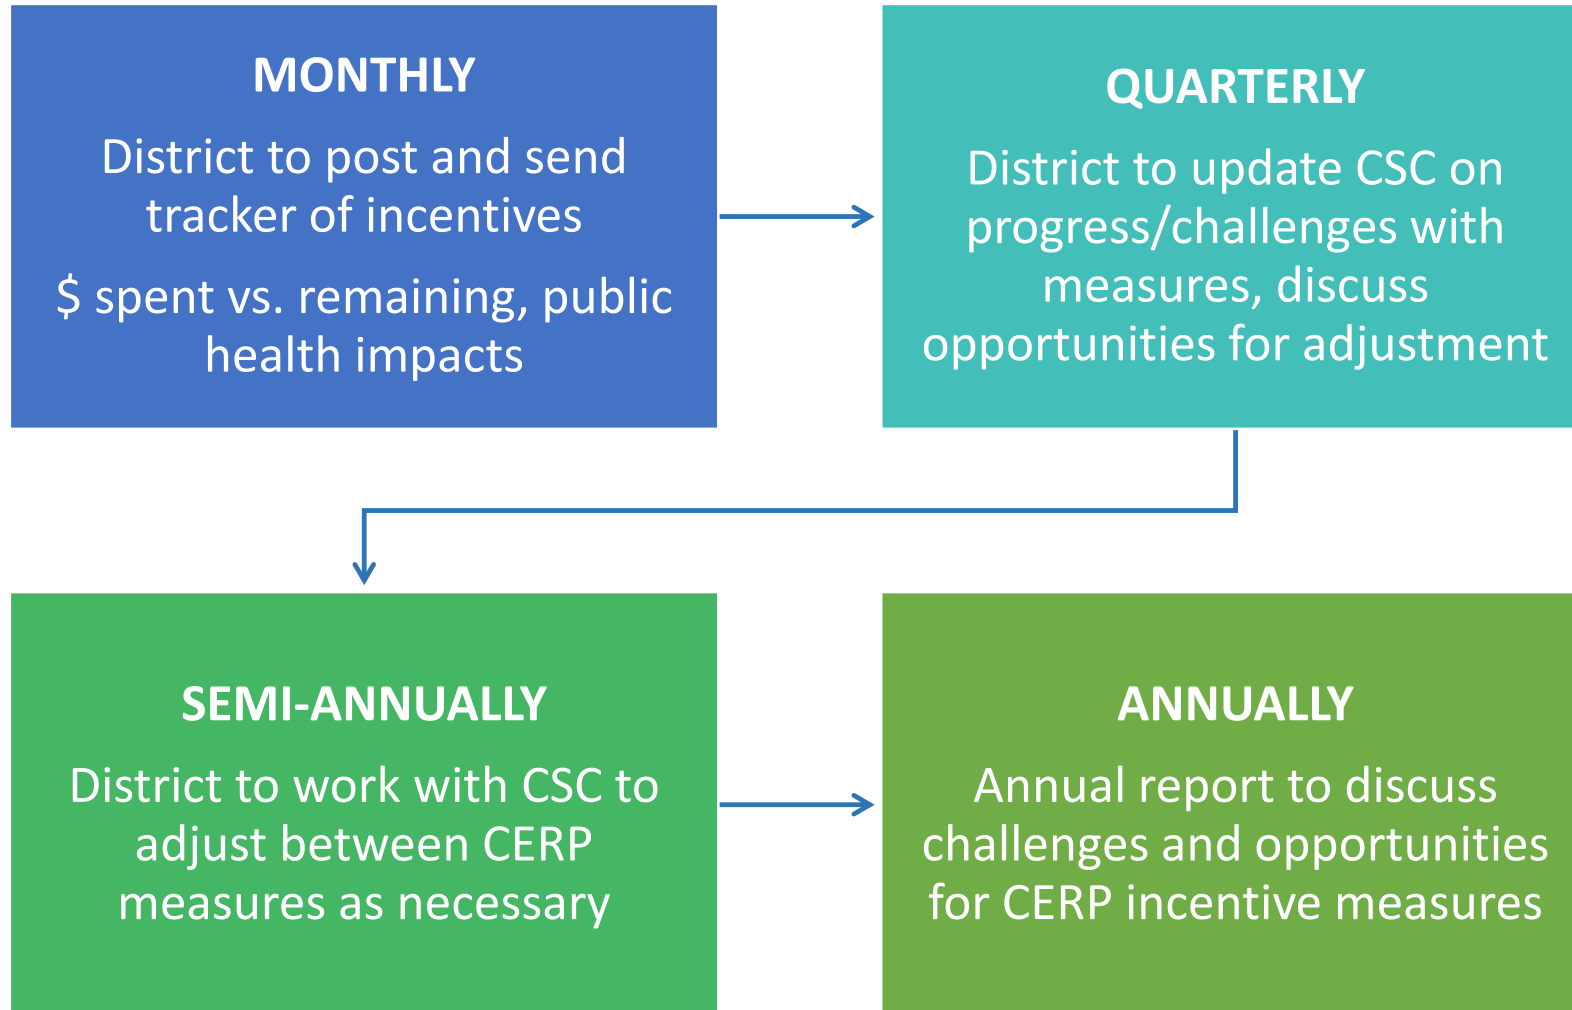 MONTHLY
District to post and send
tracker of incentives
$ spent vs. remaining, public
health impacts
QUARTERLY
District to update CSC on
progress/challenges with
measures, discuss
opportunities for adjustment
SEMI-ANNUALLY
District to work with CSC to
adjust between CERP
measures as necessary
ANNUALLY
Annual report to discuss
challenges and opportunities
for CERP incentive measures